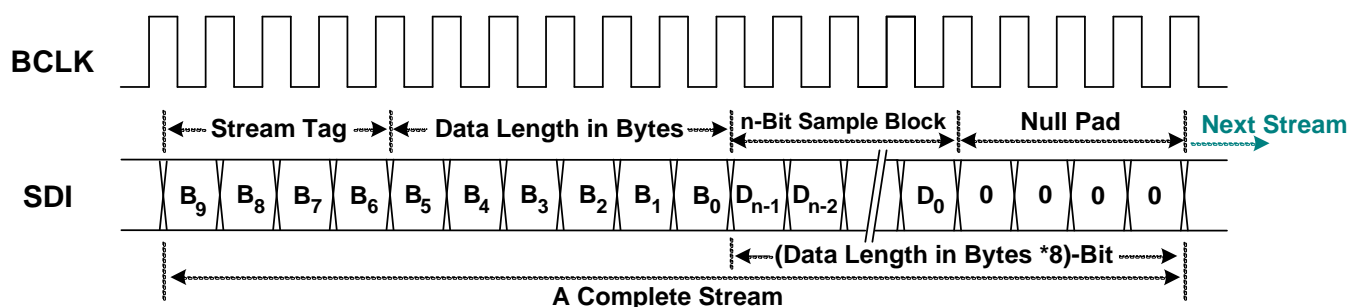 BCLK
Stream Tag Data Length in Bytes n-Bit Sample Block Null Pad Next Stream
SDI B9 B8 B7 B6 B5 B4 B3 B2 B1 B0 Dn-1 Dn-2 D0 0 0 0 0
(Data Length in Bytes *8)-Bit
A Complete Stream